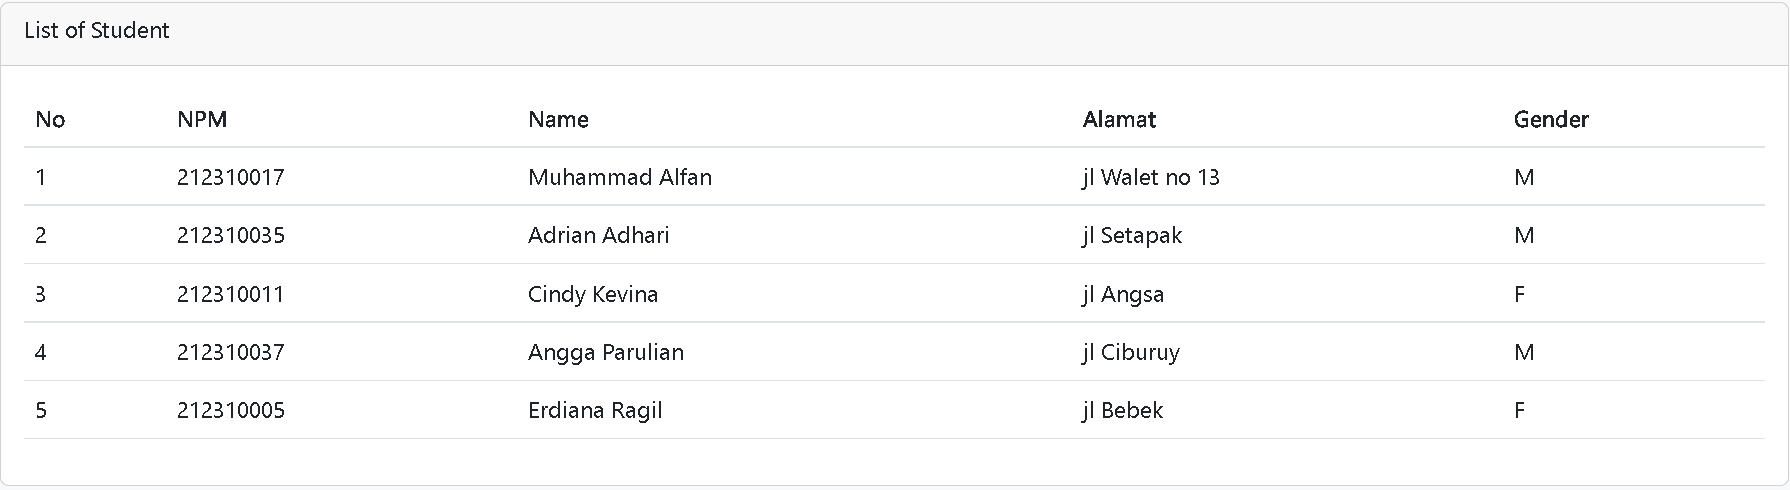 List of Student
No NPM Name Alamat Gender
1 212310017 Muhammad Alfan jl Walet no 13 M
2 212310035 Adrian Adhari jl Setapak M
3 212310011 Cindy Kevina jl Angsa F
4 212310037 Angga Parulian jl Ciburuy M
5 212310005 Erdiana Ragil jl Bebek F